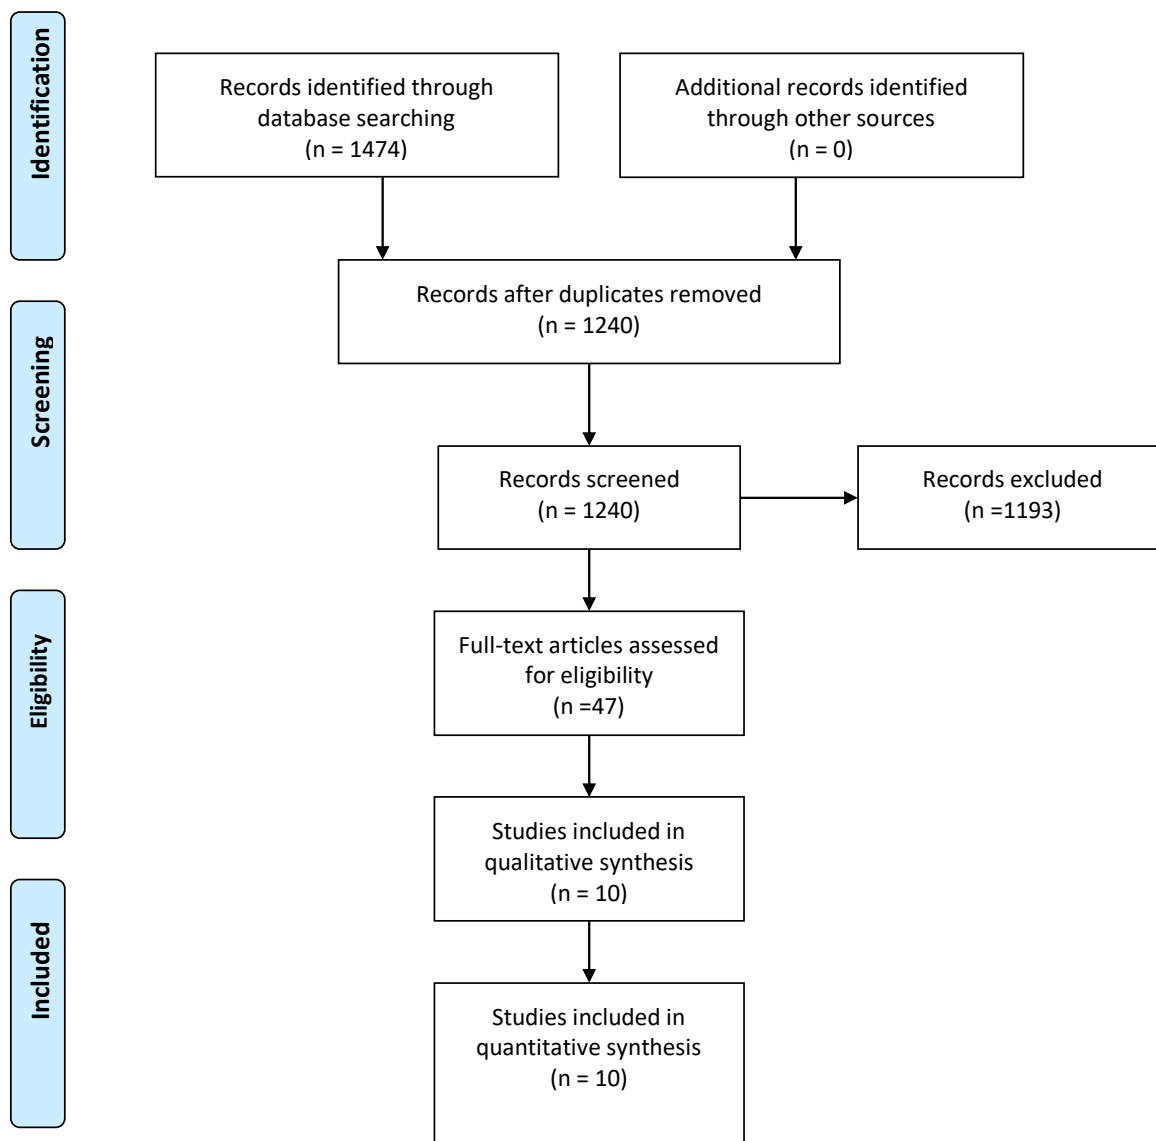 Identification
Records identified through
database searching
(n = 1474)
Additional records identified
through other sources
(n = 0)
Records after duplicates removed
(n = 1240)
Screening
Records screened
(n = 1240)
Records excluded
(n =1193)
Eligibility
Full-text articles assessed
for eligibility
(n =47)
Studies included in
qualitative synthesis
(n = 10)
Included
Studies included in
quantitative synthesis
(n = 10)